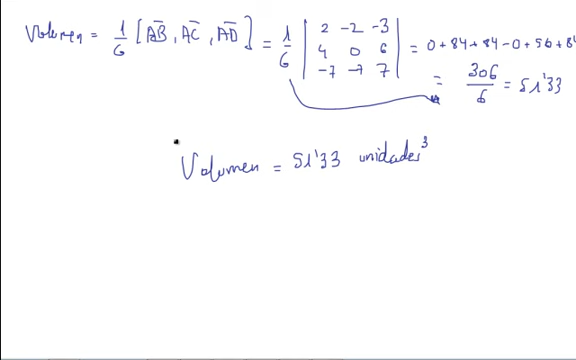 Volumen = 1/6 [AB, AC, AD] = 1/6 | 2 -2 -3 | = 0 + 84 + 84 - 0 + 56 + 84
| 4 0 6 |
| -7 -7 7 |
= 306/6 = 51'33
Volumen = 51'33 unidades³